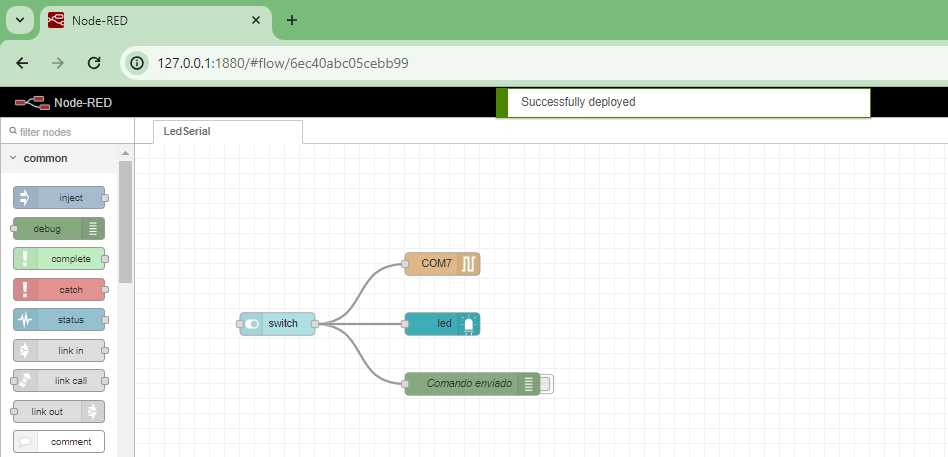 Node-RED
127.0.0.1:1880/#flow/6ec40abc05cebb99
Node-RED
Successfully deployed
filter nodes
LedSerial
common
inject
debug
complete
catch
status
link in
link call
link out
comment
COM7
switch
led
Comando enviado